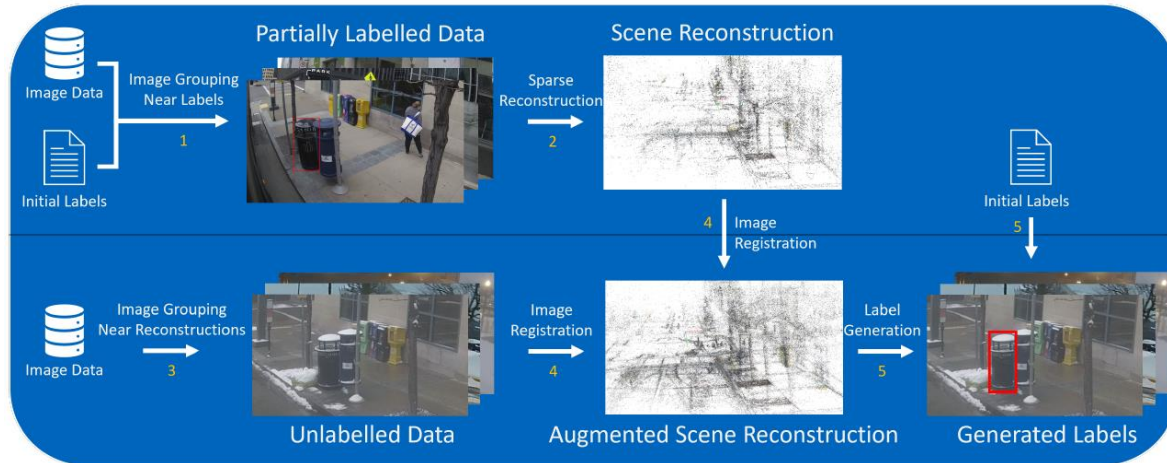 Partially Labelled Data
Scene Reconstruction
Image Data
Image Grouping
Near Labels
1
Sparse
Reconstruction
2
Initial Labels
Initial Labels
4
Image
Registration
5
Image Data
Image Grouping
Near Reconstructions
3
Image
Registration
4
Label
Generation
5
Unlabelled Data
Augmented Scene Reconstruction
Generated Labels